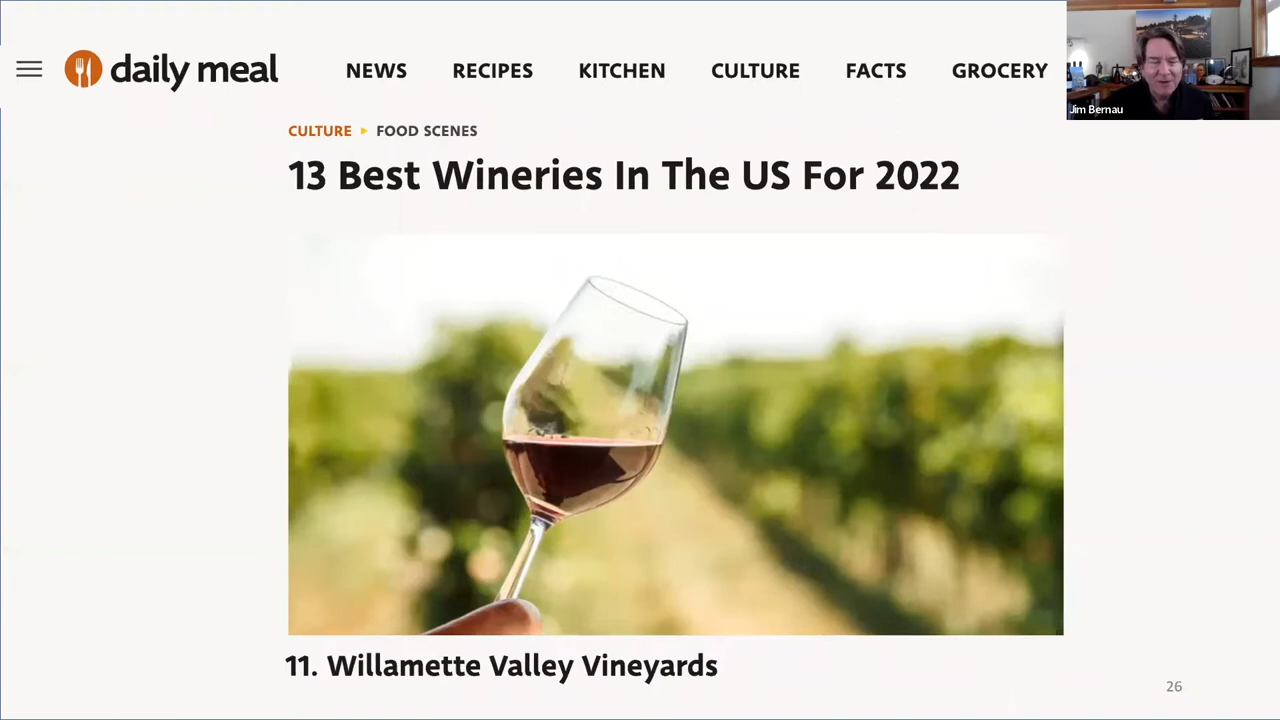 daily meal
NEWS RECIPES KITCHEN CULTURE FACTS GROCERY
Jim Bernau
CULTURE ▸ FOOD SCENES
13 Best Wineries In The US For 2022
11. Willamette Valley Vineyards
26